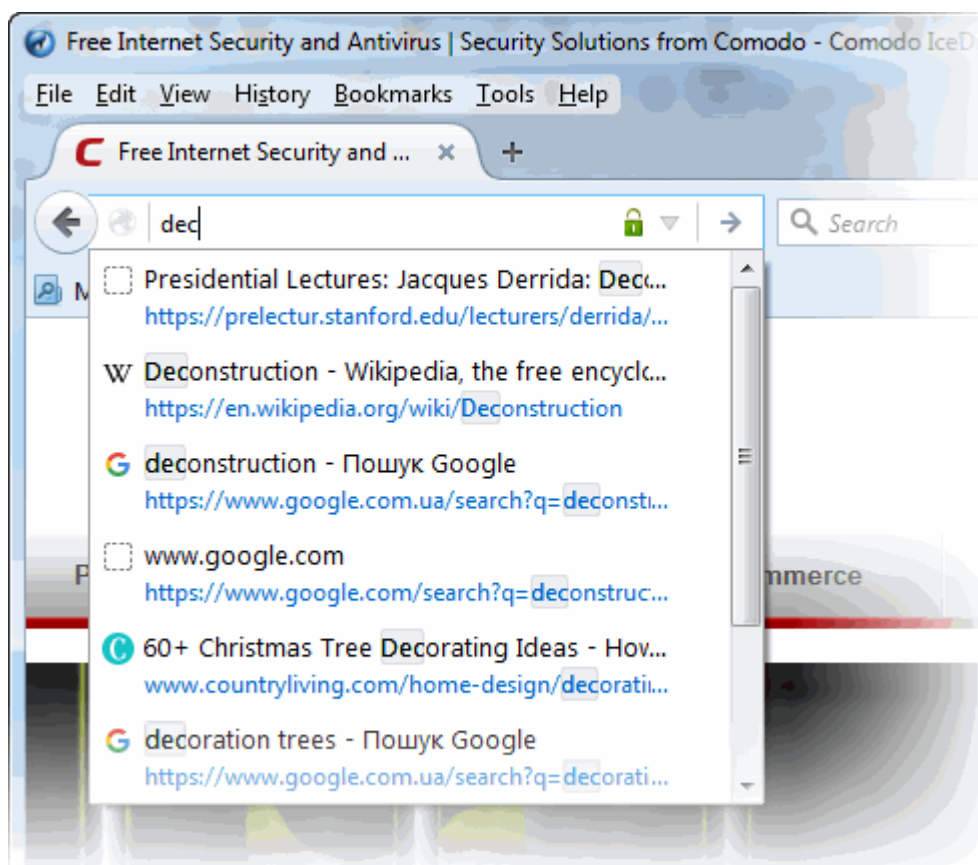 Free Internet Security and Antivirus | Security Solutions from Comodo - Comodo IceD
File Edit View History Bookmarks Tools Help
Free Internet Security and ...
dec
Search
M
Presidential Lectures: Jacques Derrida: Dec...
https://prelectur.stanford.edu/lecturers/derrida/...
W Deconstruction - Wikipedia, the free encyclc...
https://en.wikipedia.org/wiki/Deconstruction
G deconstruction - Пошук Google
https://www.google.com.ua/search?q=deconstr...
www.google.com
https://www.google.com/search?q=deconstruc...
P
mmerce
C 60+ Christmas Tree Decorating Ideas - How...
www.countryliving.com/home-design/decorati...
G decoration trees - Пошук Google
https://www.google.com.ua/search?q=decorati...